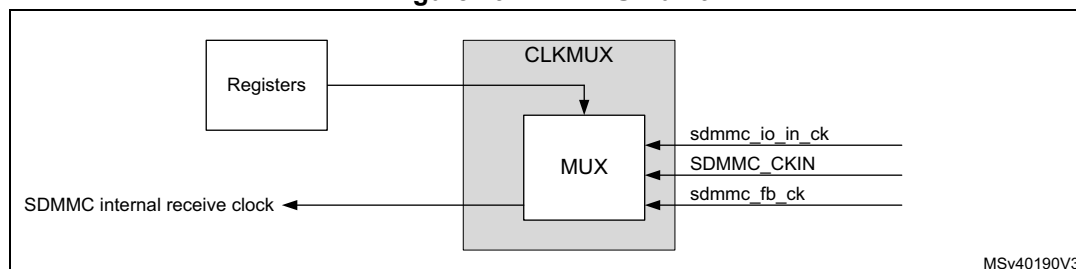 CLKMUX
Registers
sdmmc_io_in_ck
MUX
SDMMC_CKIN
sdmmc_fb_ck
SDMMC internal receive clock
MSv40190V3